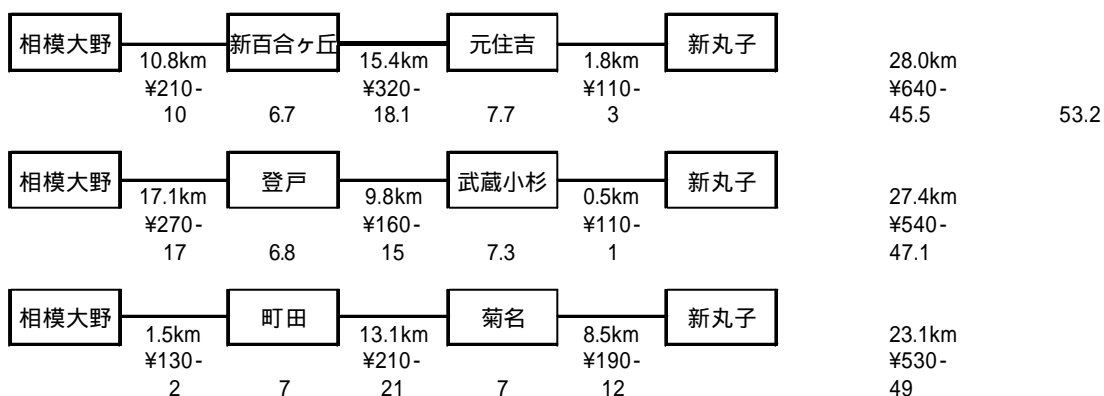 相模大野 新百合ヶ丘 元住吉 新丸子
10.8km 15.4km 1.8km 28.0km
¥210- ¥320- ¥110- ¥640-
10 6.7 18.1 7.7 3 45.5 53.2
相模大野 登戸 武蔵小杉 新丸子
17.1km 9.8km 0.5km 27.4km
¥270- ¥160- ¥110- ¥540-
17 6.8 15 7.3 1 47.1
相模大野 町田 菊名 新丸子
1.5km 13.1km 8.5km 23.1km
¥130- ¥210- ¥190- ¥530-
2 7 21 7 12 49